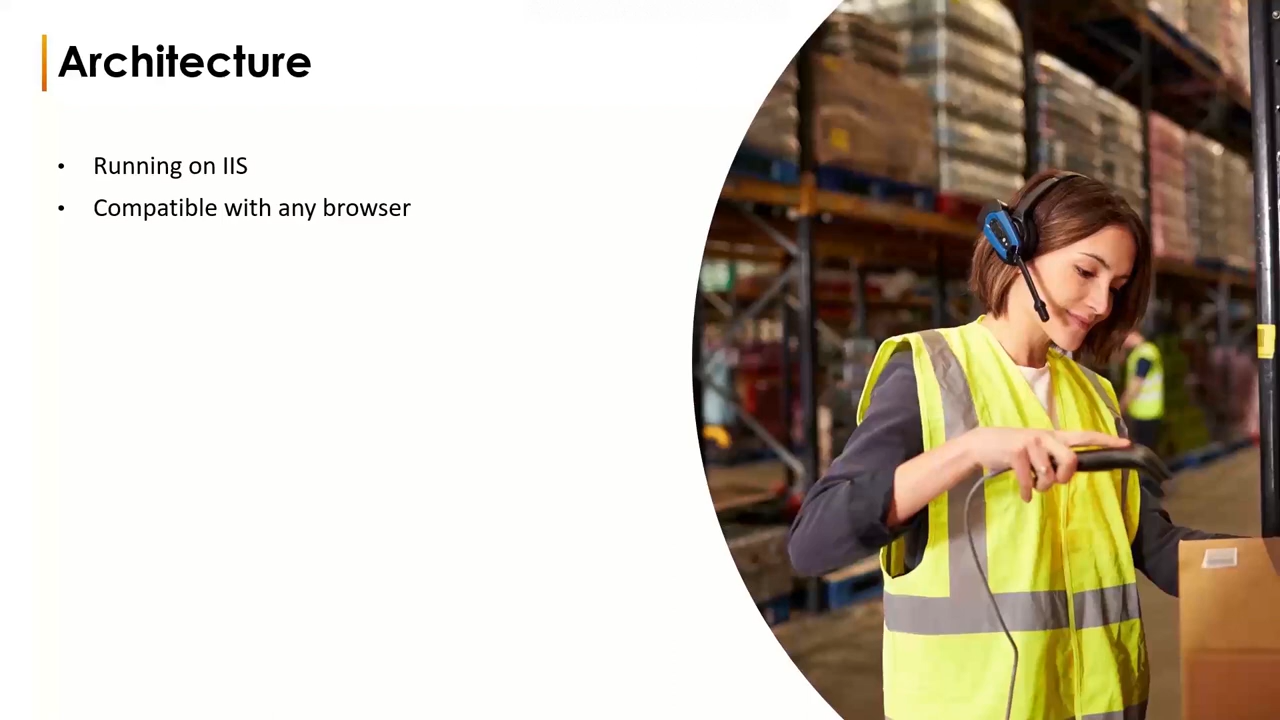 Architecture
• Running on IIS
• Compatible with any browser